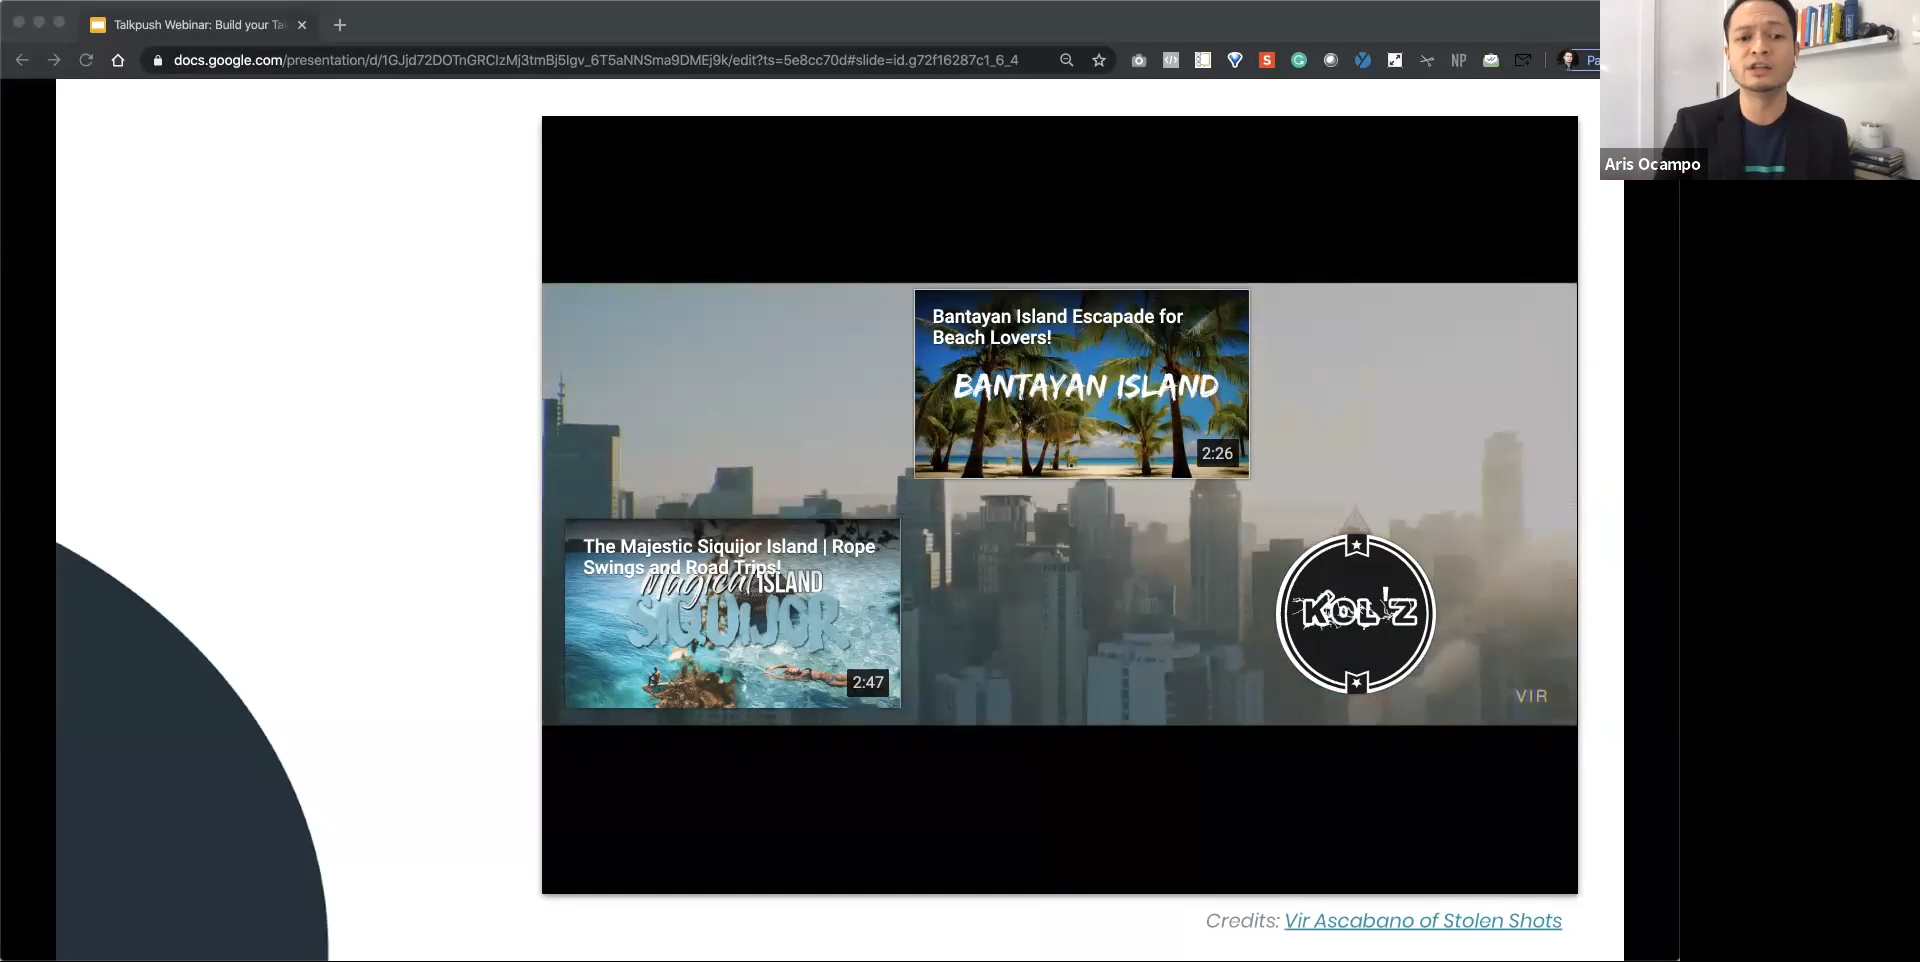 Talkpush Webinar: Build your Ta
docs.google.com/presentation/d/1GJjd72DOTnGRCIzMj3tmBj5Igv_6T5aNNSma9DMEj9k/edit?ts=5e8cc70d#slide=id.g72f16287c1_6_4
S
NP
Pa
Aris Ocampo
Bantayan Island Escapade for
Beach Lovers!
BANTAYAN ISLAND
2:26
The Majestic Siquijor Island | Rope
Swings and Road Trips!
Magical ISLAND
SIQUIJOR
2:47
KOL'Z
VIR
Credits: Vir Ascabano of Stolen Shots